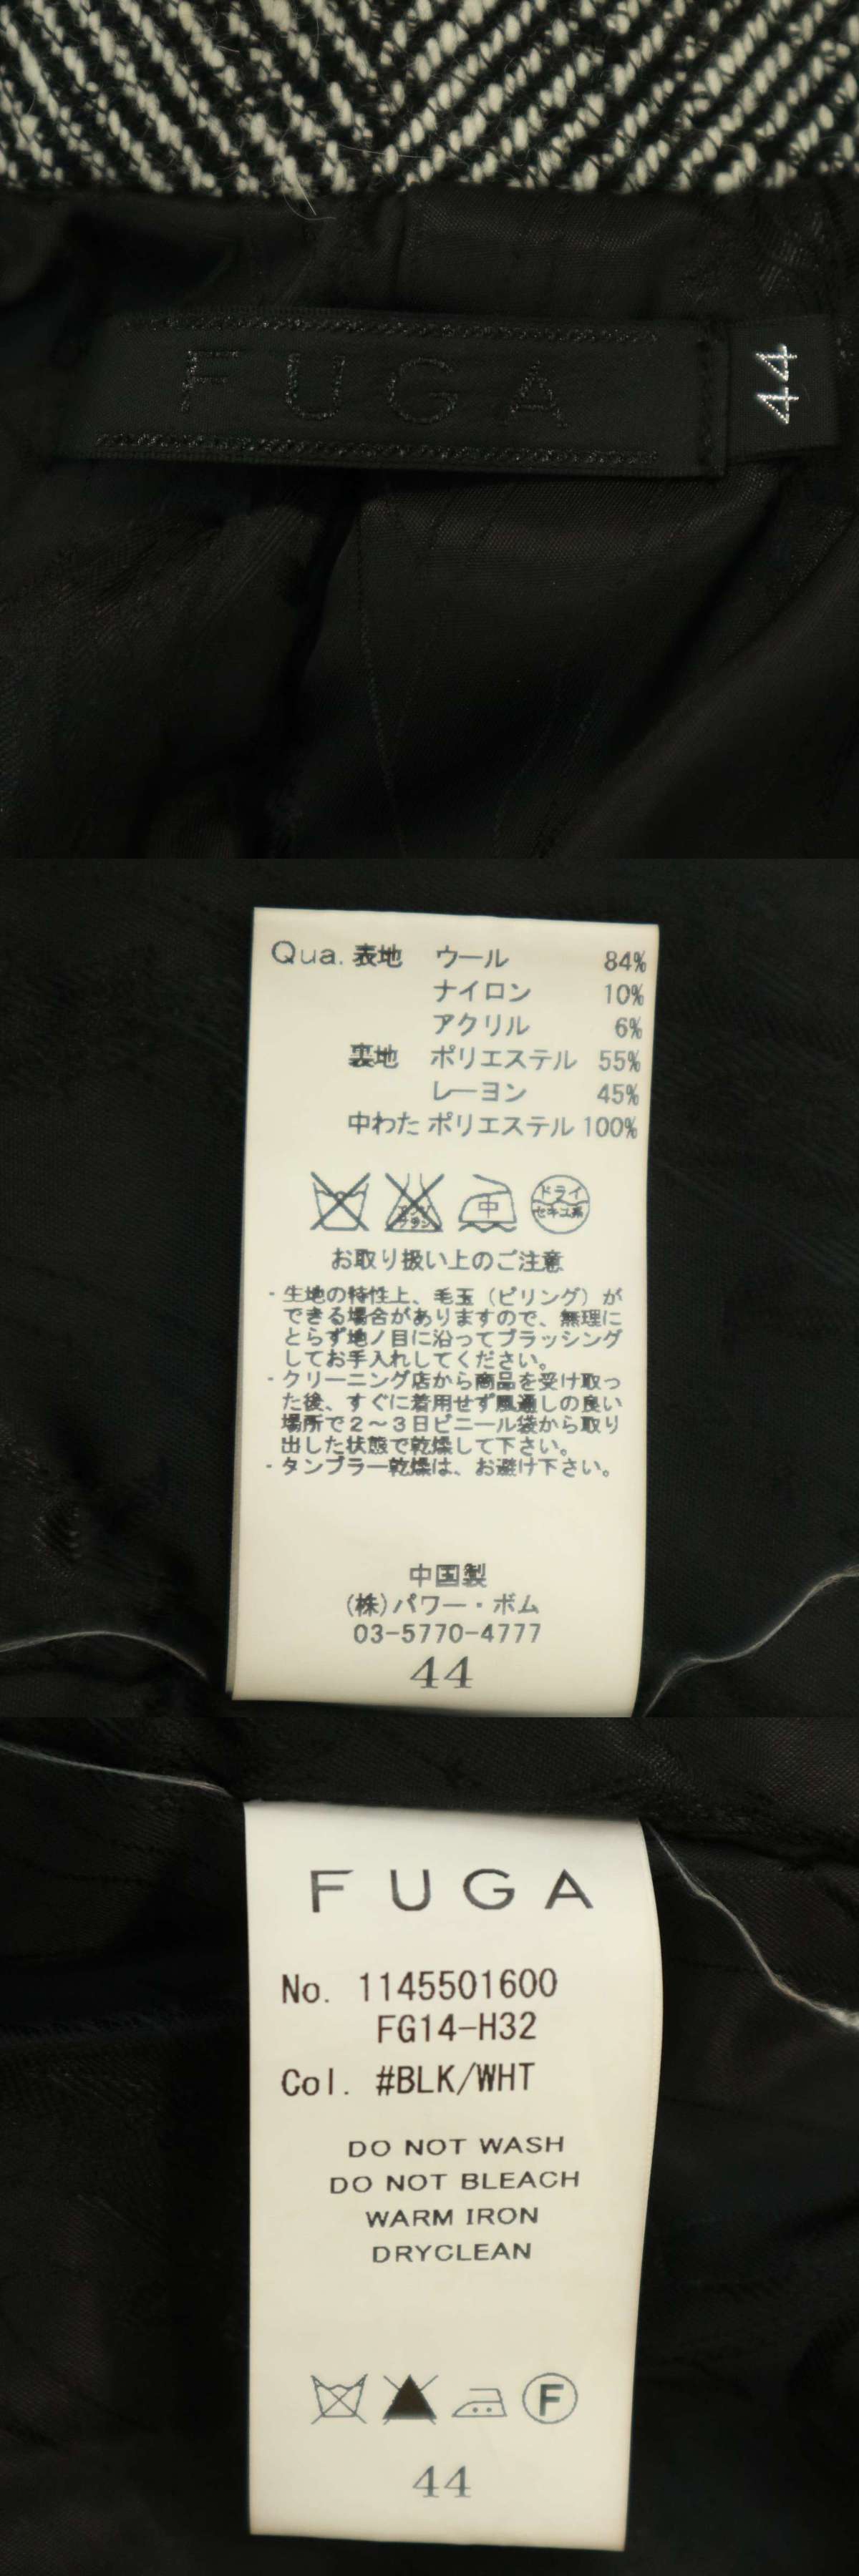 FUGA
44
Qua. 表地 ウール 84%
ナイロン 10%
アクリル 6%
裏地 ポリエステル 55%
レーヨン 45%
中わた ポリエステル 100%
エンソ
サラシ
中
ドライ
セキユ系
お取り扱い上のご注意
・生地の特性上、毛玉（ピリング）が
できる場合がありますので、無理に
とらず地ノ目に沿ってブラッシング
してお手入れしてください。
・クリーニング店から商品を受け取っ
た後、すぐに着用せず風通しの良い
場所で2～3日ビニール袋から取り
出した状態で乾燥して下さい。
・タンブラー乾燥は、お避け下さい。
中国製
(株)パワー・ボム
03-5770-4777
44
FUGA
No. 1145501600
FG14-H32
Col. #BLK/WHT
DO NOT WASH
DO NOT BLEACH
WARM IRON
DRYCLEAN
F
44